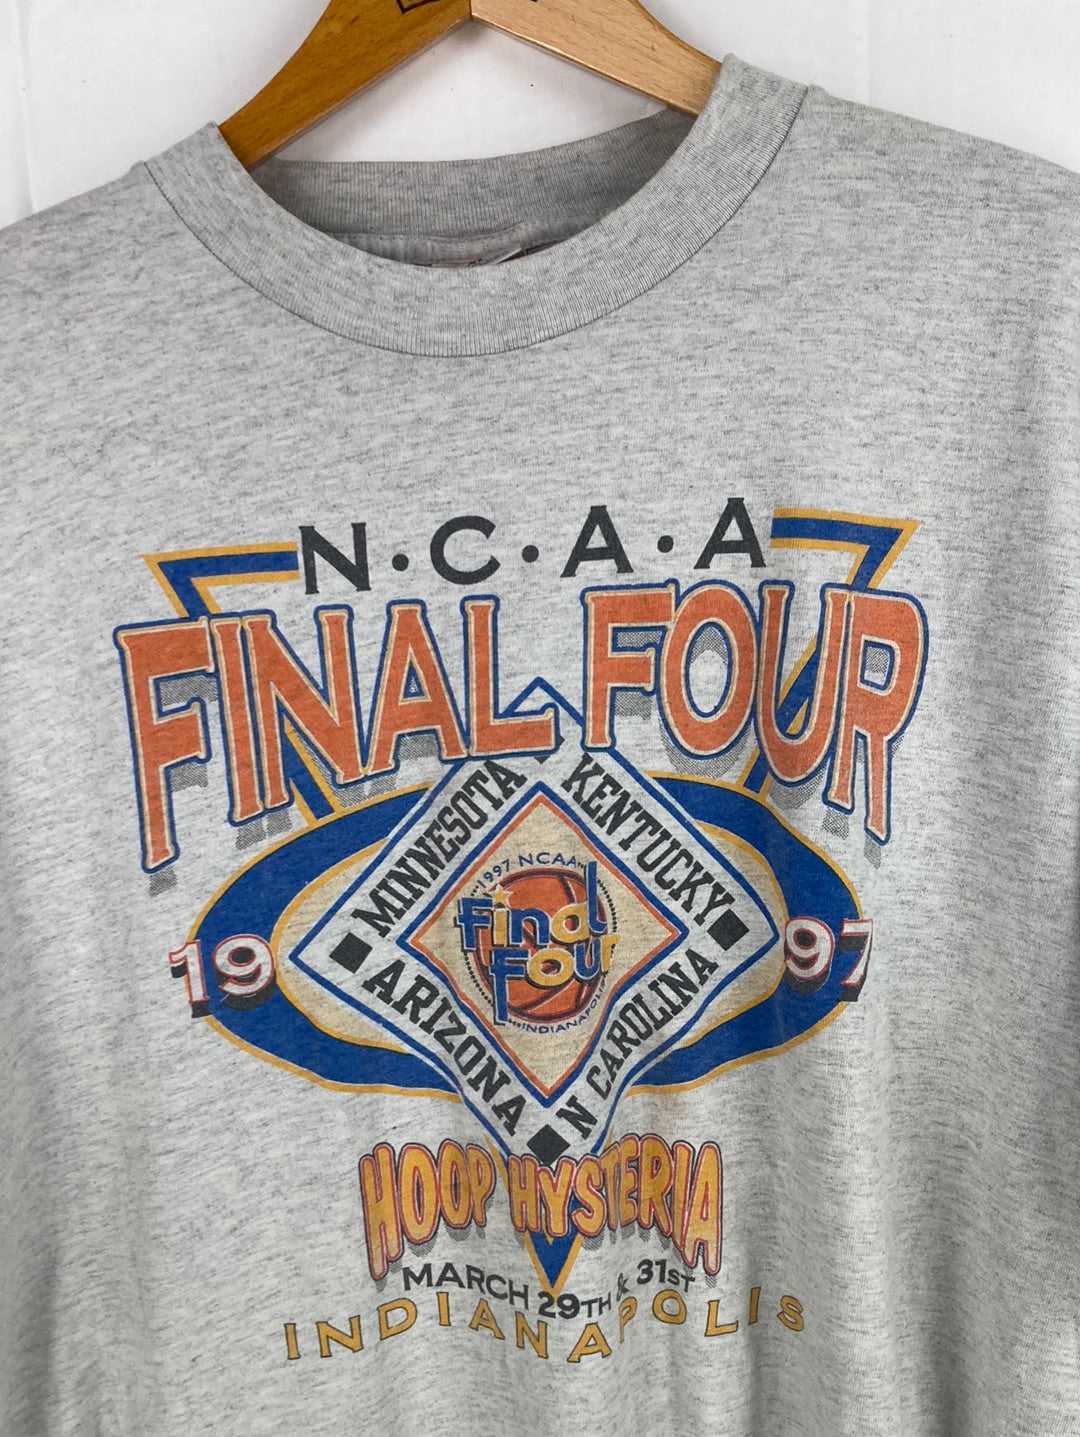 N·C·A·A
FINAL FOUR
MINNESOTA
KENTUCKY
1997 NCAA
Final
Four
INDIANAPOLIS
19 97
ARIZONA
N CAROLINA
HOOP HYSTERIA
MARCH 29TH & 31ST
INDIANAPOLIS